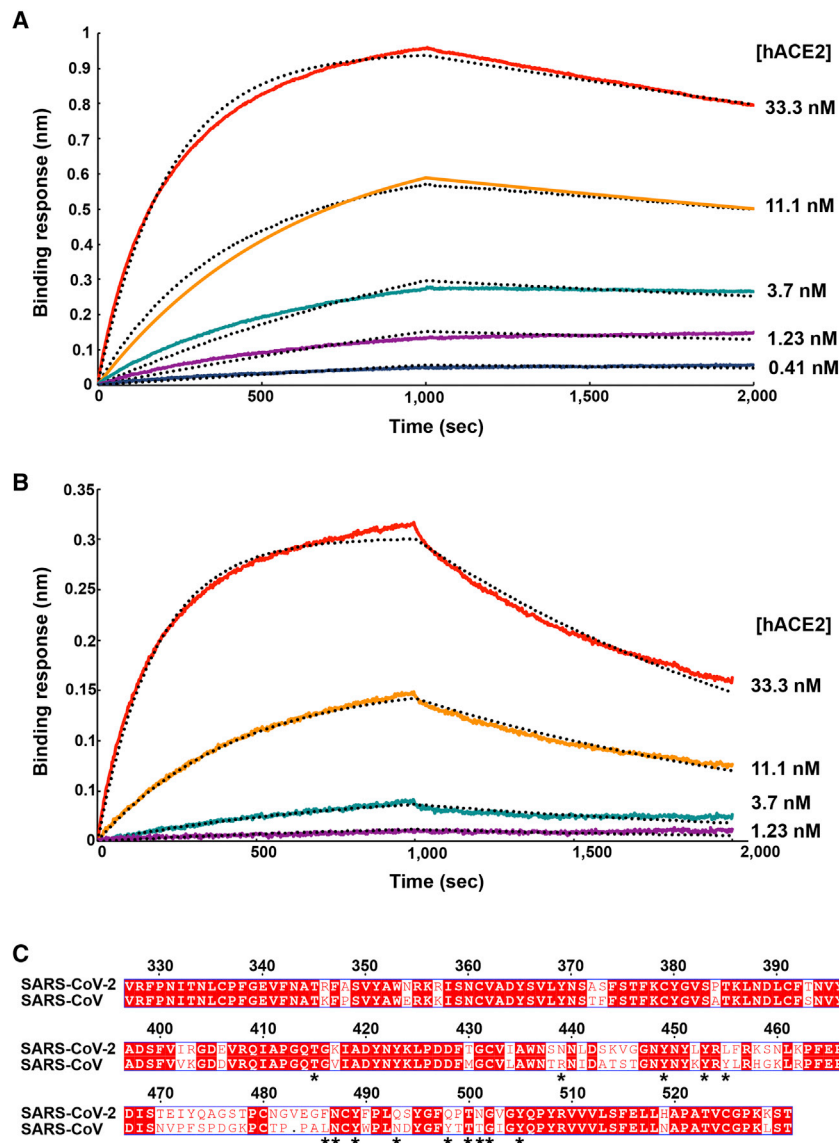 A
Binding response (nm)
1
0.9
0.8
0.7
0.6
0.5
0.4
0.3
0.2
0.1
0
0 500 1,000 1,500 2,000
Time (sec)
[hACE2]
33.3 nM
11.1 nM
3.7 nM
1.23 nM
0.41 nM
B
Binding response (nm)
0.35
0.3
0.25
0.2
0.15
0.1
0.1
0
0 500 1,000 1,500 2,000
Time (sec)
[hACE2]
33.3 nM
11.1 nM
3.7 nM
1.23 nM
C
330 340 350 360 370 380 390
SARS-CoV-2 VRFPNITNLCPFGEVFNATRFASVYAWNRKRISNCVADYSVLYNSASFSTFKCYGVSPTKLNDLCFTNVY
SARS-CoV VRFPNITNLCPFGEVFNATKFPSVYAWERKKISNCVADYSVLYNSTFFSTFKCYGVSATKLNDLCFSNVY
400 410 420 430 440 450 460
SARS-CoV-2 ADSFVIRGDEVRQIAPGQTGKIADYNYKLPDDFTGCVIAWNSNNLDSKVGGNYNYLYRLFRKSNLKPFER
SARS-CoV ADSFVVKGDDVRQIAPGQTGVIADYNYKLPDDFMGCVLAWNTRNIDATSTGNYNYKYRYLRHGKLRPFER
* * * * *
470 480 490 500 510 520
SARS-CoV-2 DISTEIYQAGSTPCNGVEGFNCYFPLQSYGFQPTNGVGYQPYRVVVLSFELLHAPATVCGPKKST
SARS-CoV DISNVPFSPDGKPCTP.PALNCYWPLNDYGFYTTTGIGYQPYRVVVLSFELLNAPATVCGPKLST
** * * * *** *